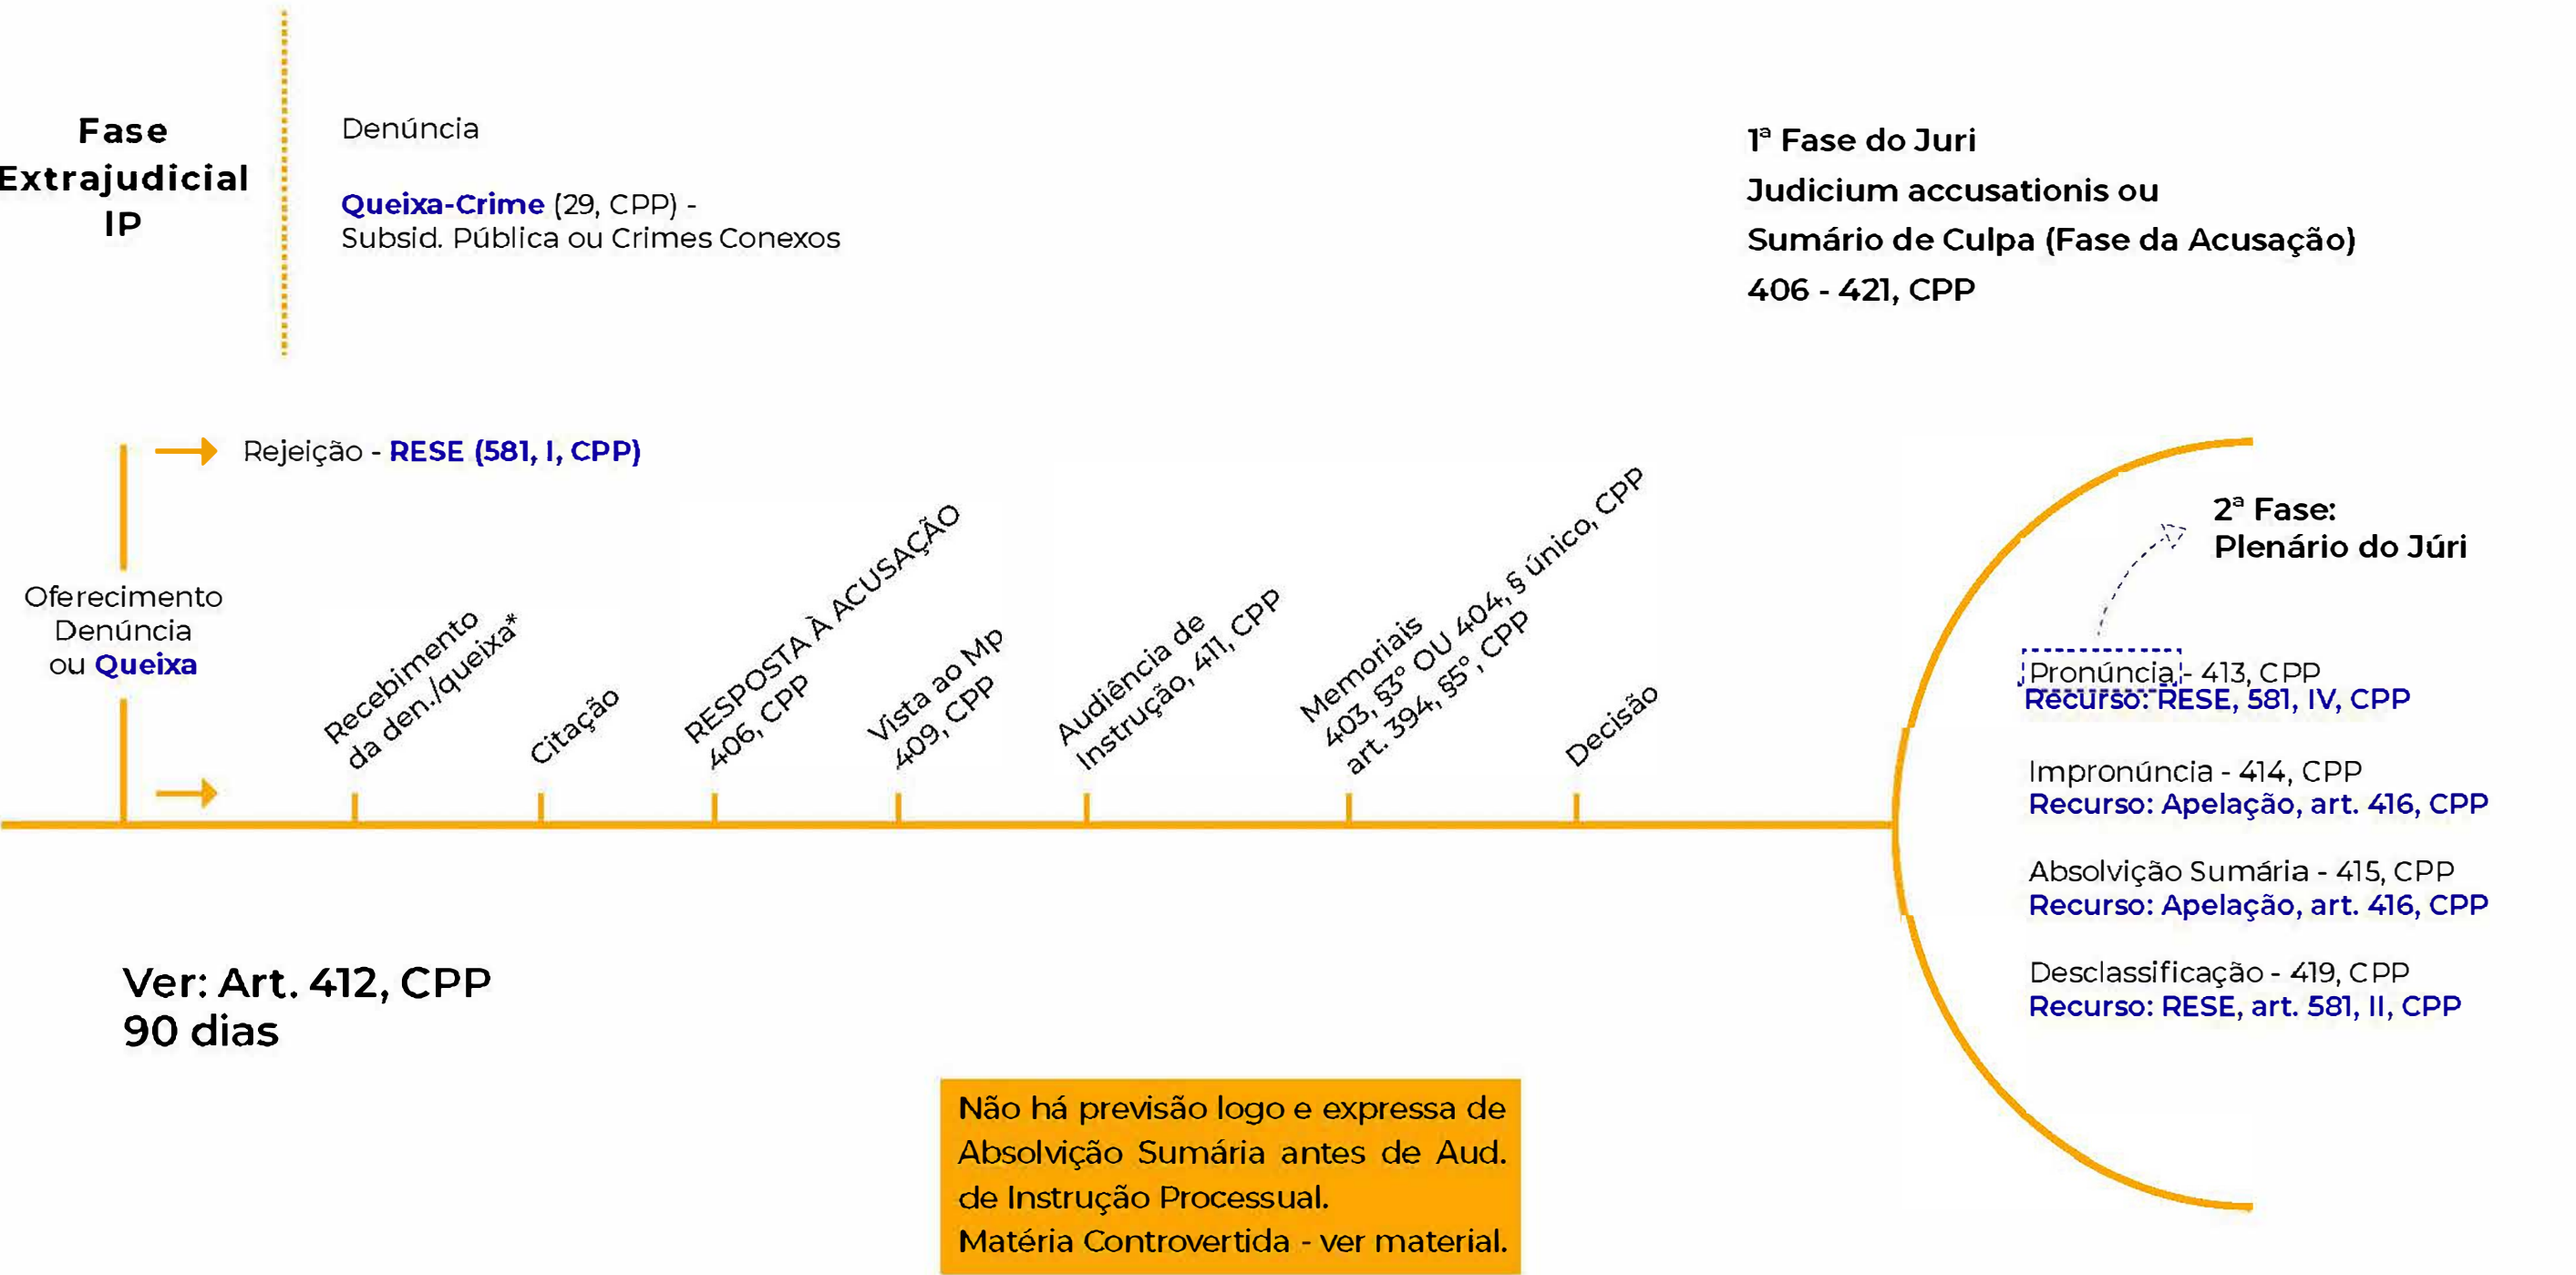 Fase
Extrajudicial
IP
Denúncia
Queixa-Crime (29, CPP) -
Subsid. Pública ou Crimes Conexos
1ª Fase do Juri
Judicium accusationis ou
Sumário de Culpa (Fase da Acusação)
406 - 421, CPP
Rejeição - RESE (581, I, CPP)
Oferecimento
Denúncia
ou Queixa
Recebimento
da den./queixa*
Citação
RESPOSTA À ACUSAÇÃO
406, CPP
Vista ao Mp
409, CPP
Audiência de
Instrução, 411, CPP
Memoriais
403, §3º OU 404, § único, CPP
art. 394, §5º, CPP
Decisão
2ª Fase:
Plenário do Júri
Pronúncia - 413, CPP
Recurso: RESE, 581, IV, CPP
Impronúncia - 414, CPP
Recurso: Apelação, art. 416, CPP
Absolvição Sumária - 415, CPP
Recurso: Apelação, art. 416, CPP
Desclassificação - 419, CPP
Recurso: RESE, art. 581, II, CPP
Ver: Art. 412, CPP
90 dias
Não há previsão logo e expressa de
Absolvição Sumária antes de Aud.
de Instrução Processual.
Matéria Controvertida - ver material.